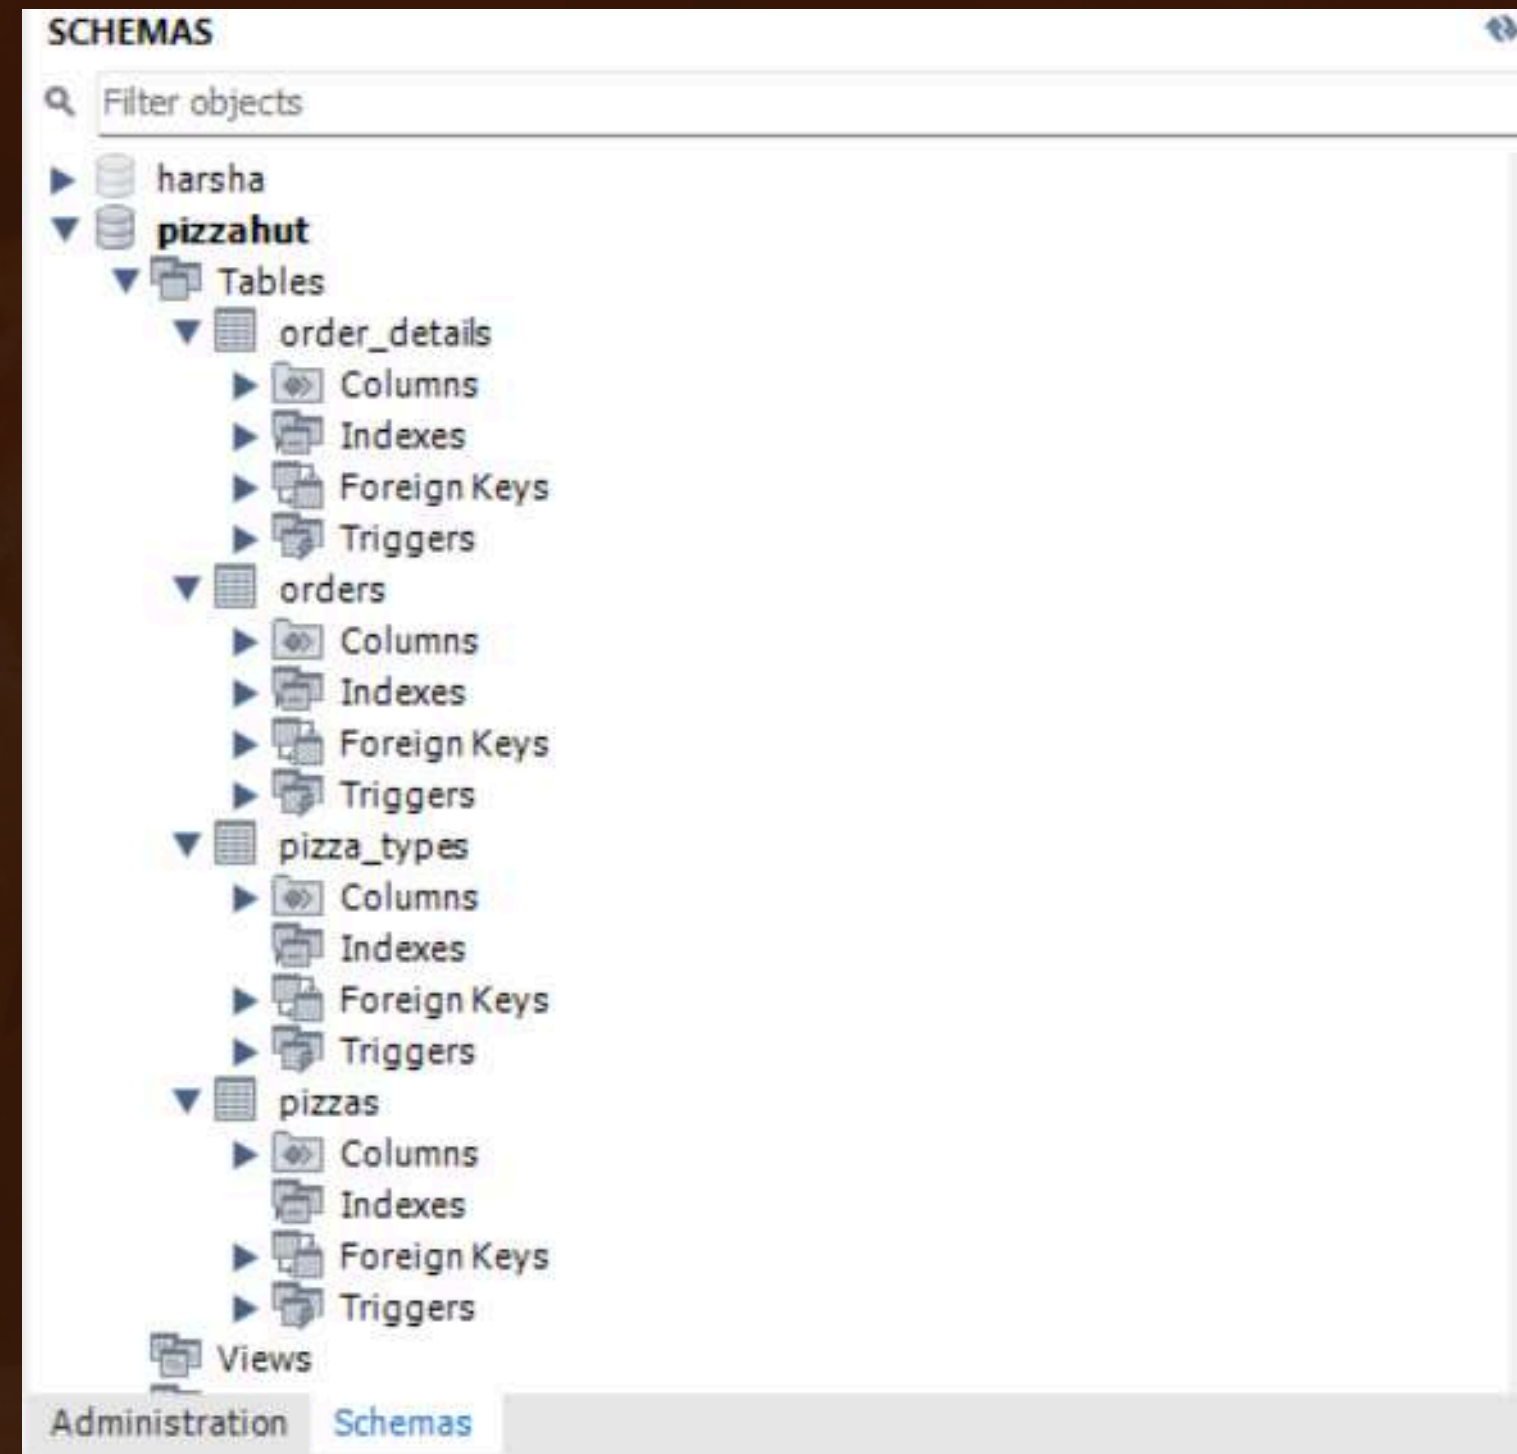 SCHEMAS
Filter objects
harsha
pizzahut
Tables
order_details
Columns
Indexes
Foreign Keys
Triggers
orders
Columns
Indexes
Foreign Keys
Triggers
pizza_types
Columns
Indexes
Foreign Keys
Triggers
pizzas
Columns
Indexes
Foreign Keys
Triggers
Views
Administration Schemas